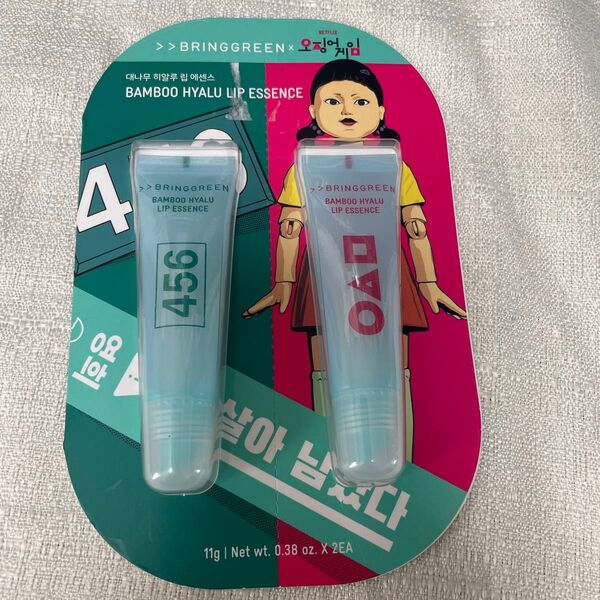 >>BRINGGREEN x
NETFLIX
오징어게임
대나무 히알루 립 에센스
BAMBOO HYALU LIP ESSENCE
4
>>BRINGGREEN
BAMBOO HYALU
LIP ESSENCE
456
>>BRINGGREEN
BAMBOO HYALU
LIP ESSENCE
○△□
살아 남았다
11g | Net wt. 0.38 oz. X 2EA